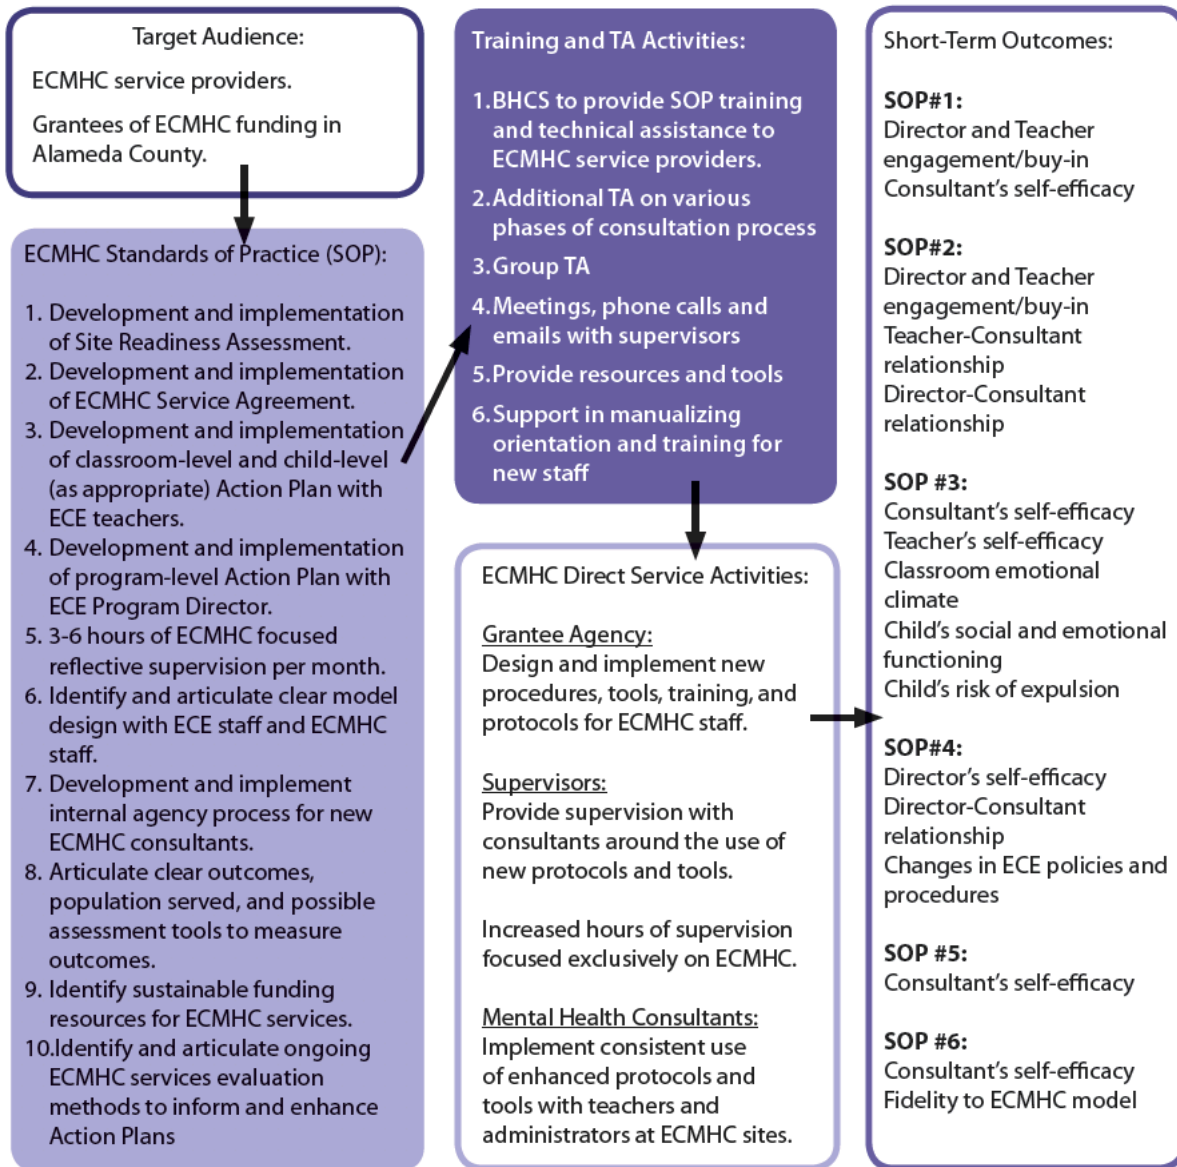 Target Audience:
ECMHC service providers.
Grantees of ECMHC funding in
Alameda County.
ECMHC Standards of Practice (SOP):
1. Development and implementation
of Site Readiness Assessment.
2. Development and implementation
of ECMHC Service Agreement.
3. Development and implementation
of classroom-level and child-level
(as appropriate) Action Plan with
ECE teachers.
4. Development and implementation
of program-level Action Plan with
ECE Program Director.
5. 3-6 hours of ECMHC focused
reflective supervision per month.
6. Identify and articulate clear model
design with ECE staff and ECMHC
staff.
7. Development and implement
internal agency process for new
ECMHC consultants.
8. Articulate clear outcomes,
population served, and possible
assessment tools to measure
outcomes.
9. Identify sustainable funding
resources for ECMHC services.
10.Identify and articulate ongoing
ECMHC services evaluation
methods to inform and enhance
Action Plans
Training and TA Activities:
1.BHCS to provide SOP training
and technical assistance to
ECMHC service providers.
2.Additional TA on various
phases of consultation process
3.Group TA
4.Meetings, phone calls and
emails with supervisors
5.Provide resources and tools
6.Support in manualizing
orientation and training for
new staff
ECMHC Direct Service Activities:
Grantee Agency:
Design and implement new
procedures, tools, training, and
protocols for ECMHC staff.
Supervisors:
Provide supervision with
consultants around the use of
new protocols and tools.
Increased hours of supervision
focused exclusively on ECMHC.
Mental Health Consultants:
Implement consistent use
of enhanced protocols and
tools with teachers and
administrators at ECMHC sites.
Short-Term Outcomes:
SOP#1:
Director and Teacher
engagement/buy-in
Consultant's self-efficacy
SOP#2:
Director and Teacher
engagement/buy-in
Teacher-Consultant
relationship
Director-Consultant
relationship
SOP #3:
Consultant's self-efficacy
Teacher's self-efficacy
Classroom emotional
climate
Child's social and emotional
functioning
Child's risk of expulsion
SOP#4:
Director's self-efficacy
Director-Consultant
relationship
Changes in ECE policies and
procedures
SOP #5:
Consultant's self-efficacy
SOP #6:
Consultant's self-efficacy
Fidelity to ECMHC model